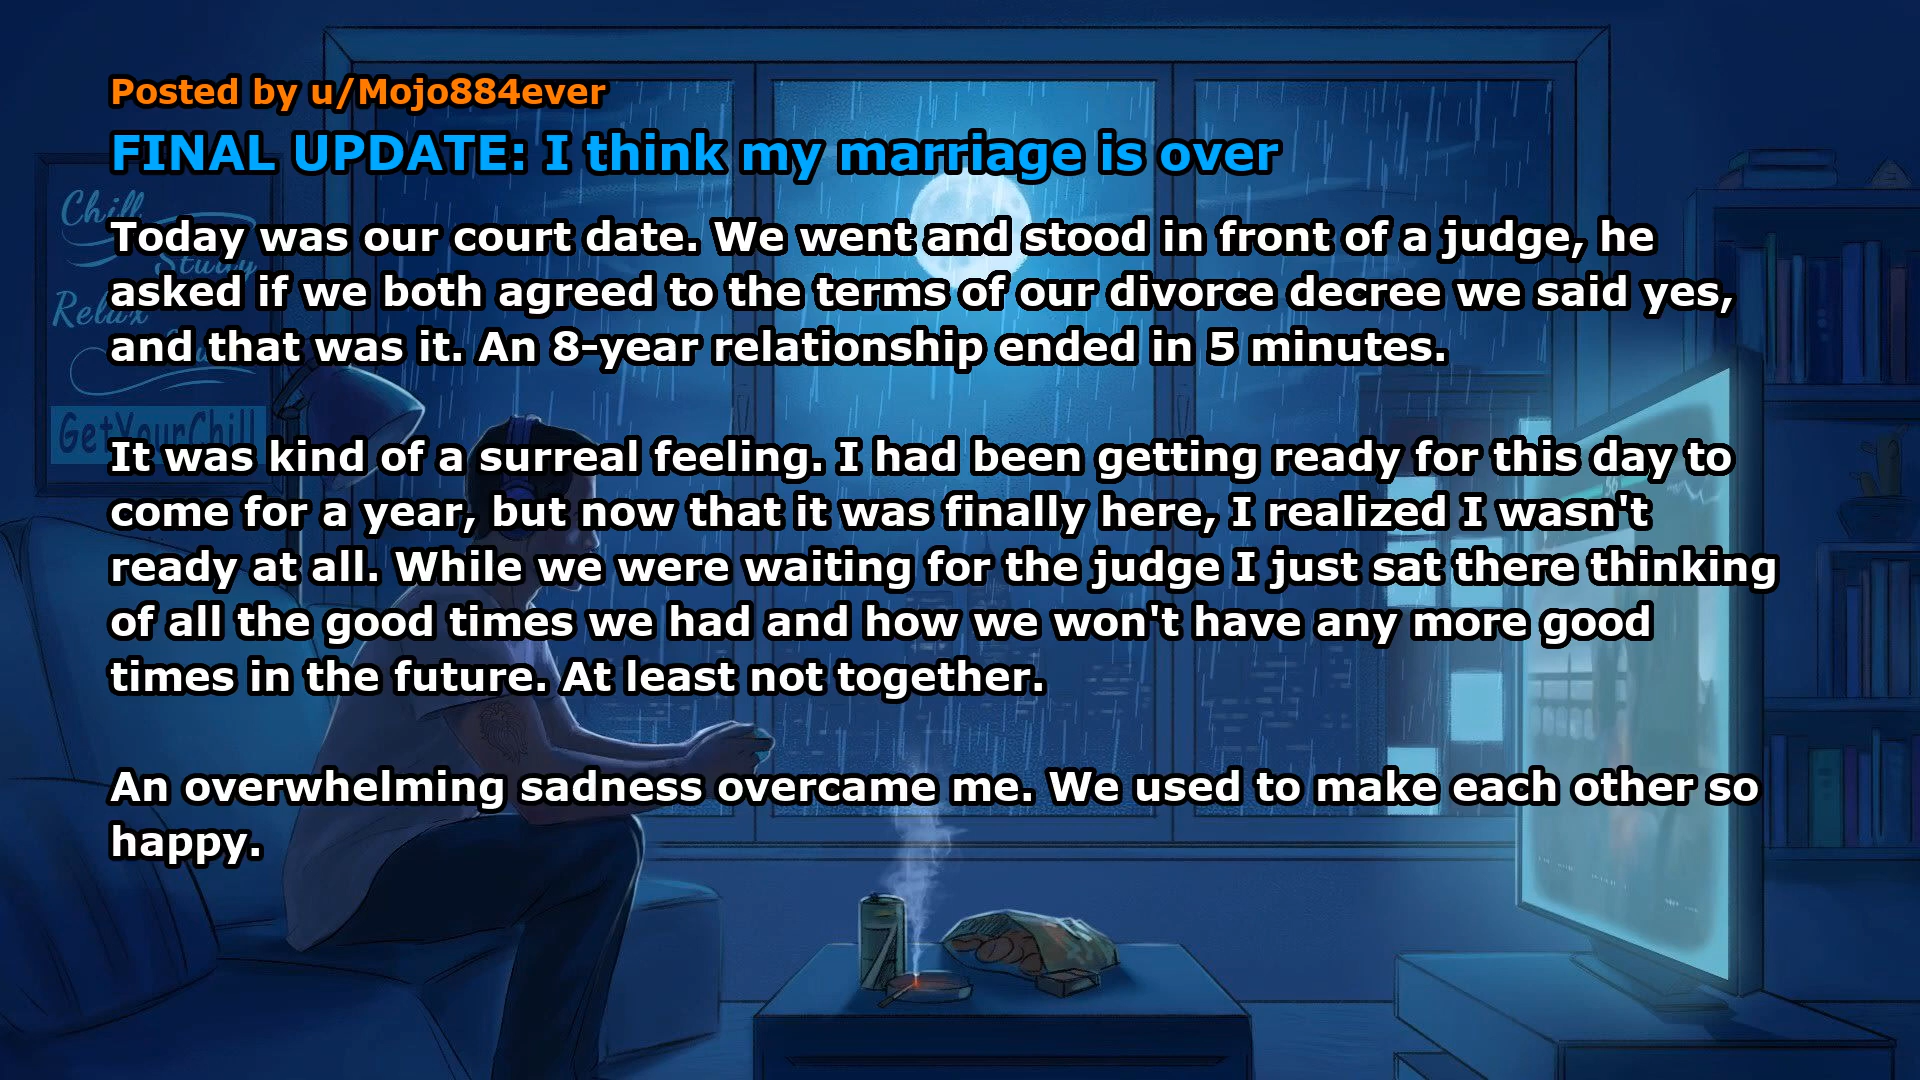 Posted by u/Mojo884ever
FINAL UPDATE: I think my marriage is over
Today was our court date. We went and stood in front of a judge, he
asked if we both agreed to the terms of our divorce decree we said yes,
and that was it. An 8-year relationship ended in 5 minutes.
It was kind of a surreal feeling. I had been getting ready for this day to
come for a year, but now that it was finally here, I realized I wasn't
ready at all. While we were waiting for the judge I just sat there thinking
of all the good times we had and how we won't have any more good
times in the future. At least not together.
An overwhelming sadness overcame me. We used to make each other so
happy.
Chill
Study
Relax
GetYourChill